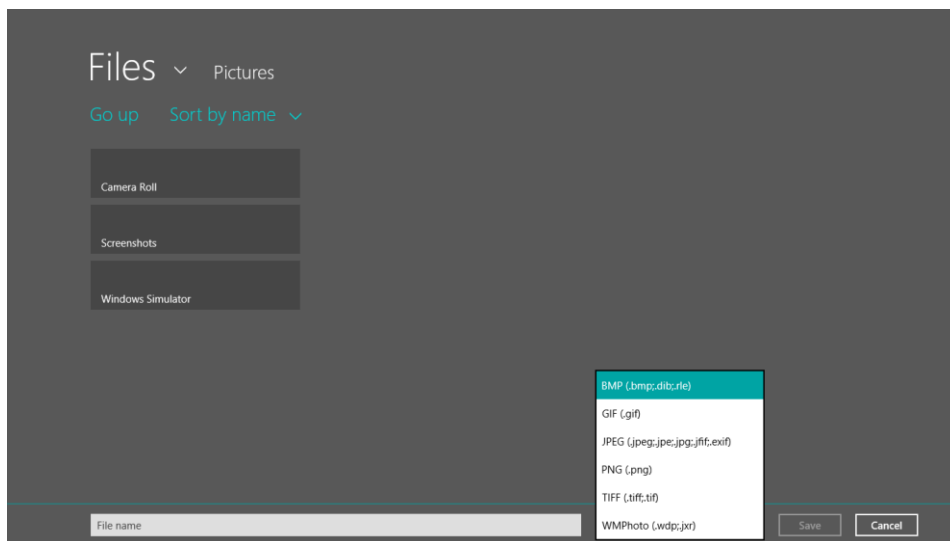 Files Pictures
Go up Sort by name
Camera Roll
Screenshots
Windows Simulator
BMP (.bmp;.dib;.rle)
GIF (.gif)
JPEG (.jpeg;.jpe;.jpg;.jfif;.exif)
PNG (.png)
TIFF (.tiff;.tif)
WMPhoto (.wdp;.jxr)
File name
Save Cancel